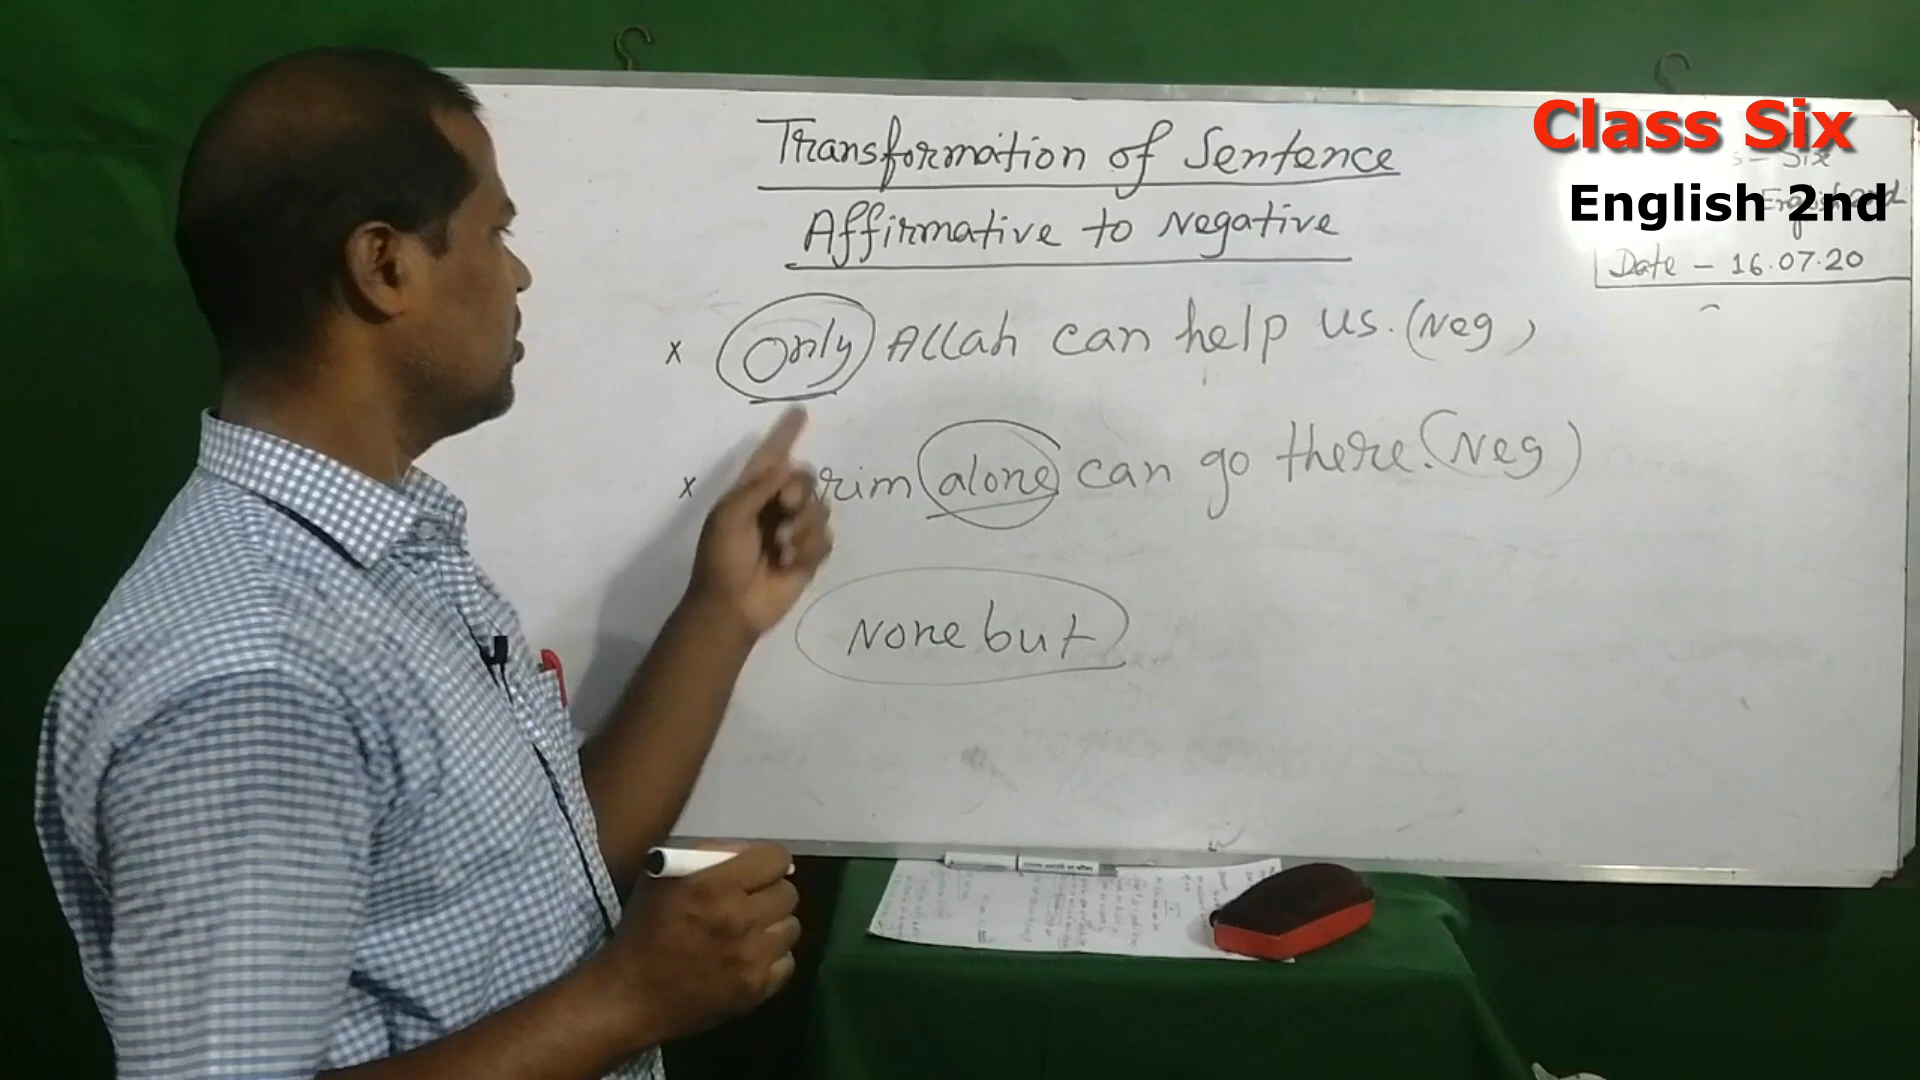 Transformation of Sentence
Affirmative to Negative
Class Six
English 2nd
Date - 16.07.20
x Only Allah can help us. (Neg)
x rim alone can go there. (Neg)
None but